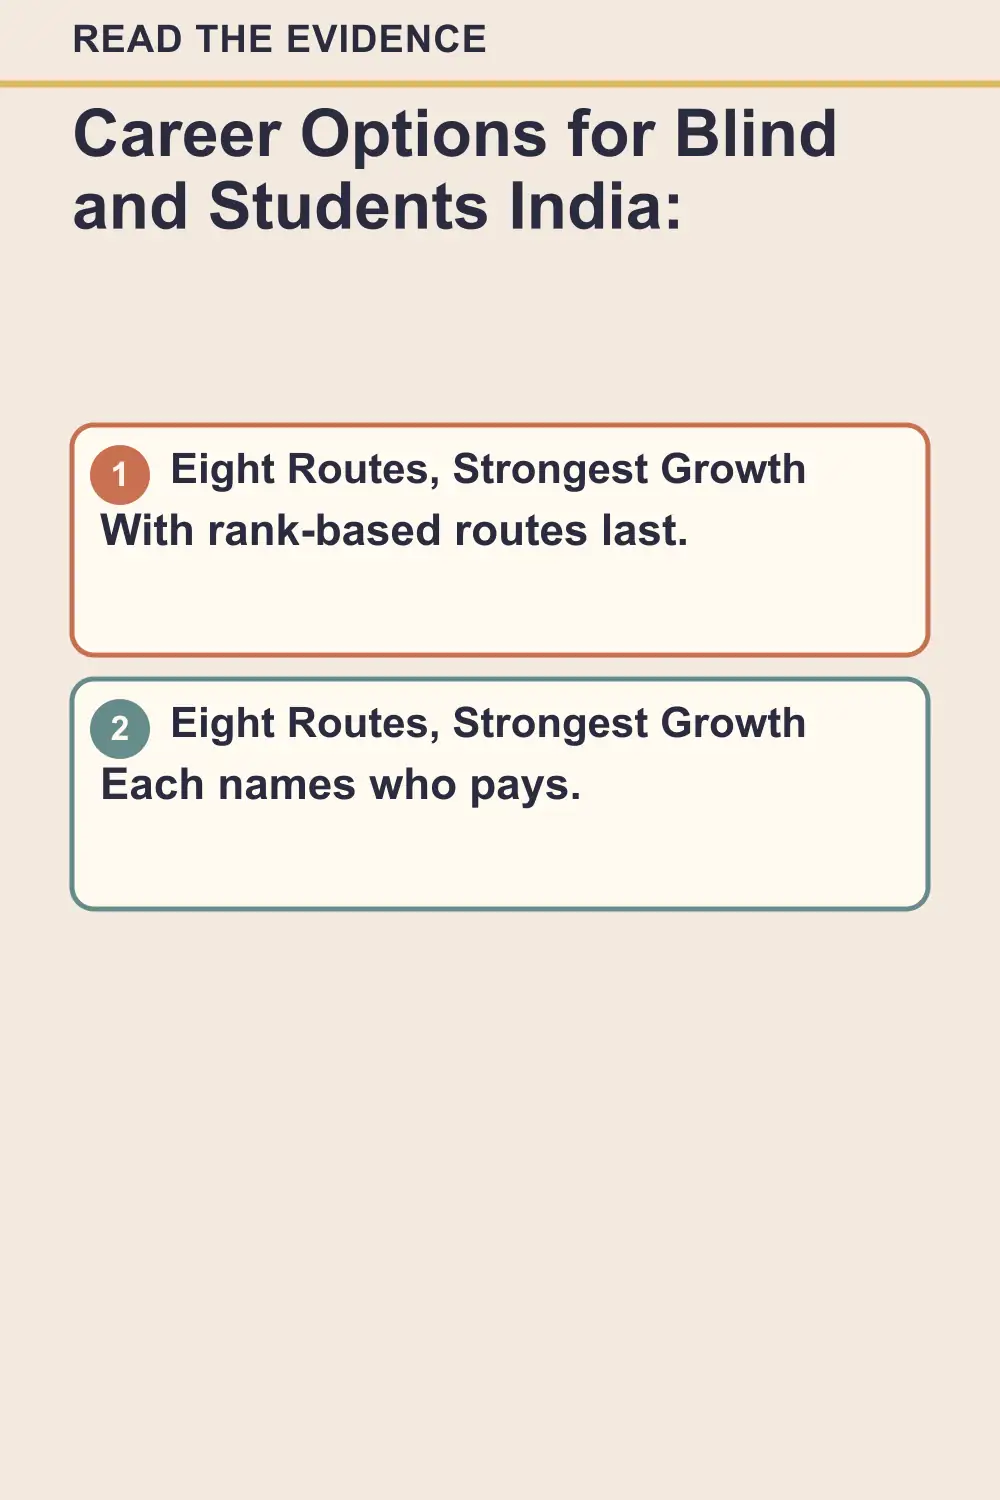 READ THE EVIDENCE
Career Options for Blind
and Students India:
1 Eight Routes, Strongest Growth
With rank-based routes last.
2 Eight Routes, Strongest Growth
Each names who pays.